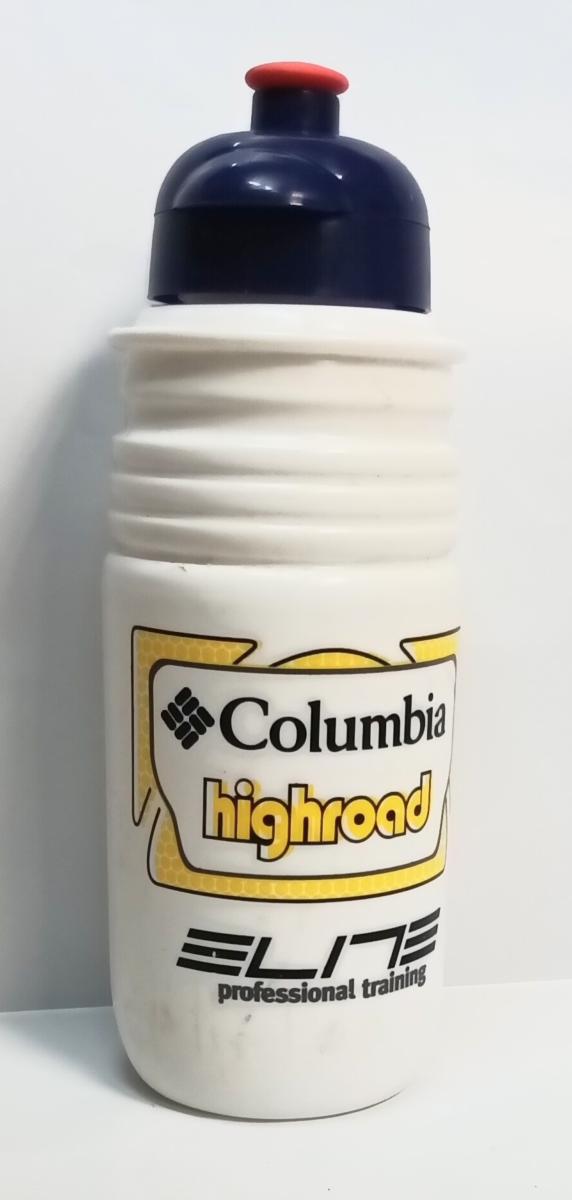 Columbia
highroad
ELITE
professional training